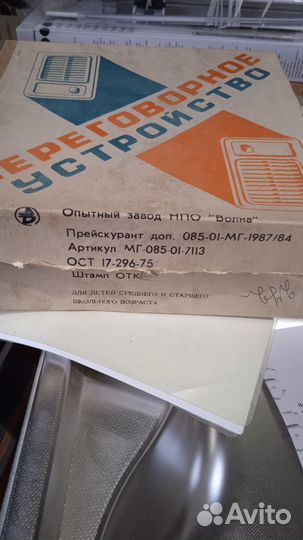 ПЕРЕГОВОРНОЕ
УСТРОЙСТВО
Опытный завод НПО "Волна"
Прейскурант доп. 085-01-МГ-1987/84
Артикул МГ-085-01-7113
ОСТ 17-296-75
Штамп ОТК
ДЛЯ ДЕТЕЙ СРЕДНЕГО И СТАРШЕГО
ШКОЛЬНОГО ВОЗРАСТА
Avito